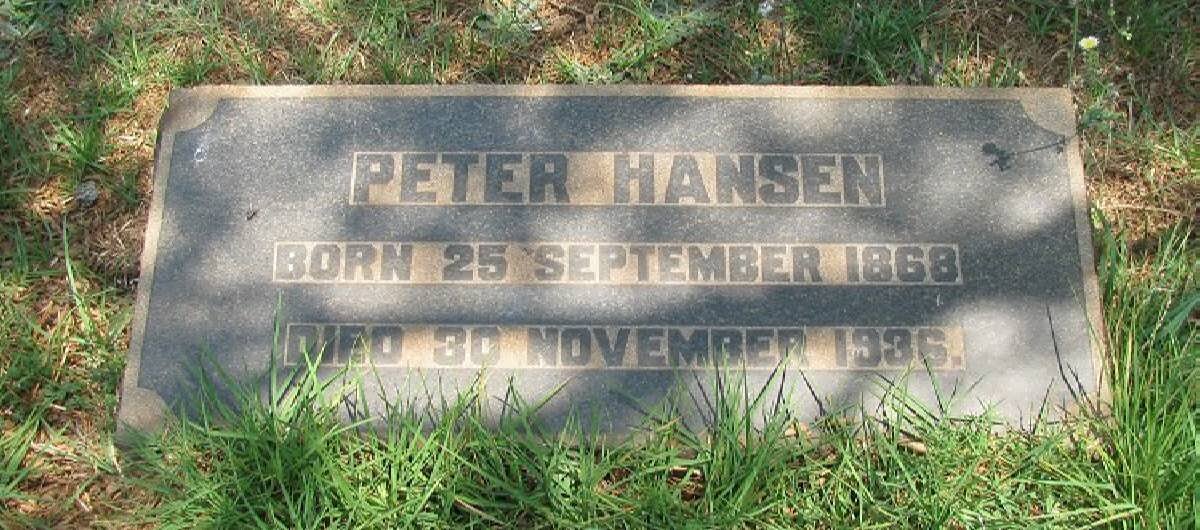 PETER HANSEN
BORN 25 SEPTEMBER 1868
DIED 30 NOVEMBER 1936.